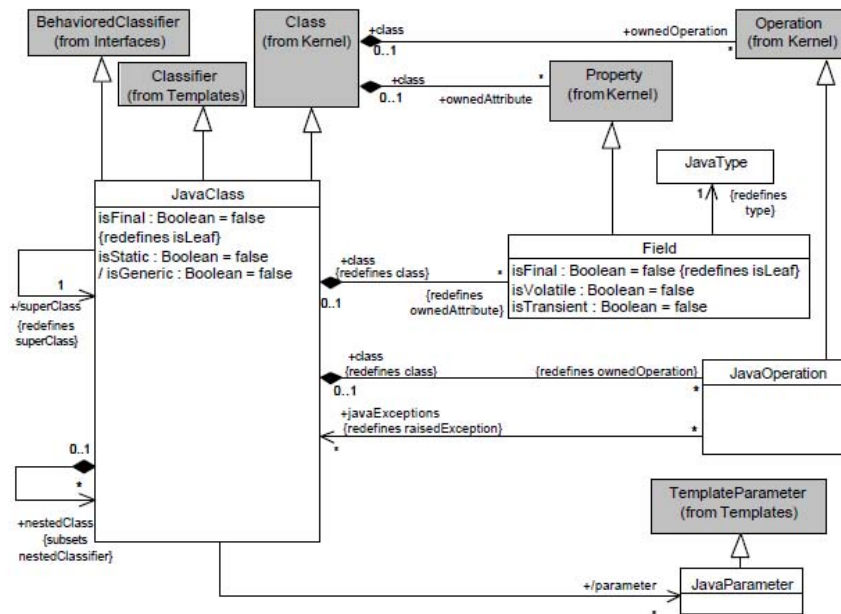 BehavioredClassifier
(from Interfaces)
Class
(from Kernel)
+class
0..1
+ownedOperation
*
Operation
(from Kernel)
Classifier
(from Templates)
+class
0..1
*
+ownedAttribute
Property
(from Kernel)
JavaType
1
{redefines
type}
JavaClass
isFinal : Boolean = false
{redefines isLeaf}
isStatic : Boolean = false
/ isGeneric : Boolean = false
1
+/superClass
{redefines
superClass}
+class
{redefines class}
0..1
*
{redefines
ownedAttribute}
Field
isFinal : Boolean = false {redefines isLeaf}
isVolatile : Boolean = false
isTransient : Boolean = false
+class
{redefines class}
0..1
{redefines ownedOperation}
*
JavaOperation
+javaExceptions
{redefines raisedException}
*
*
0..1
*
+nestedClass
{subsets
nestedClassifier}
TemplateParameter
(from Templates)
+/parameter
*
JavaParameter